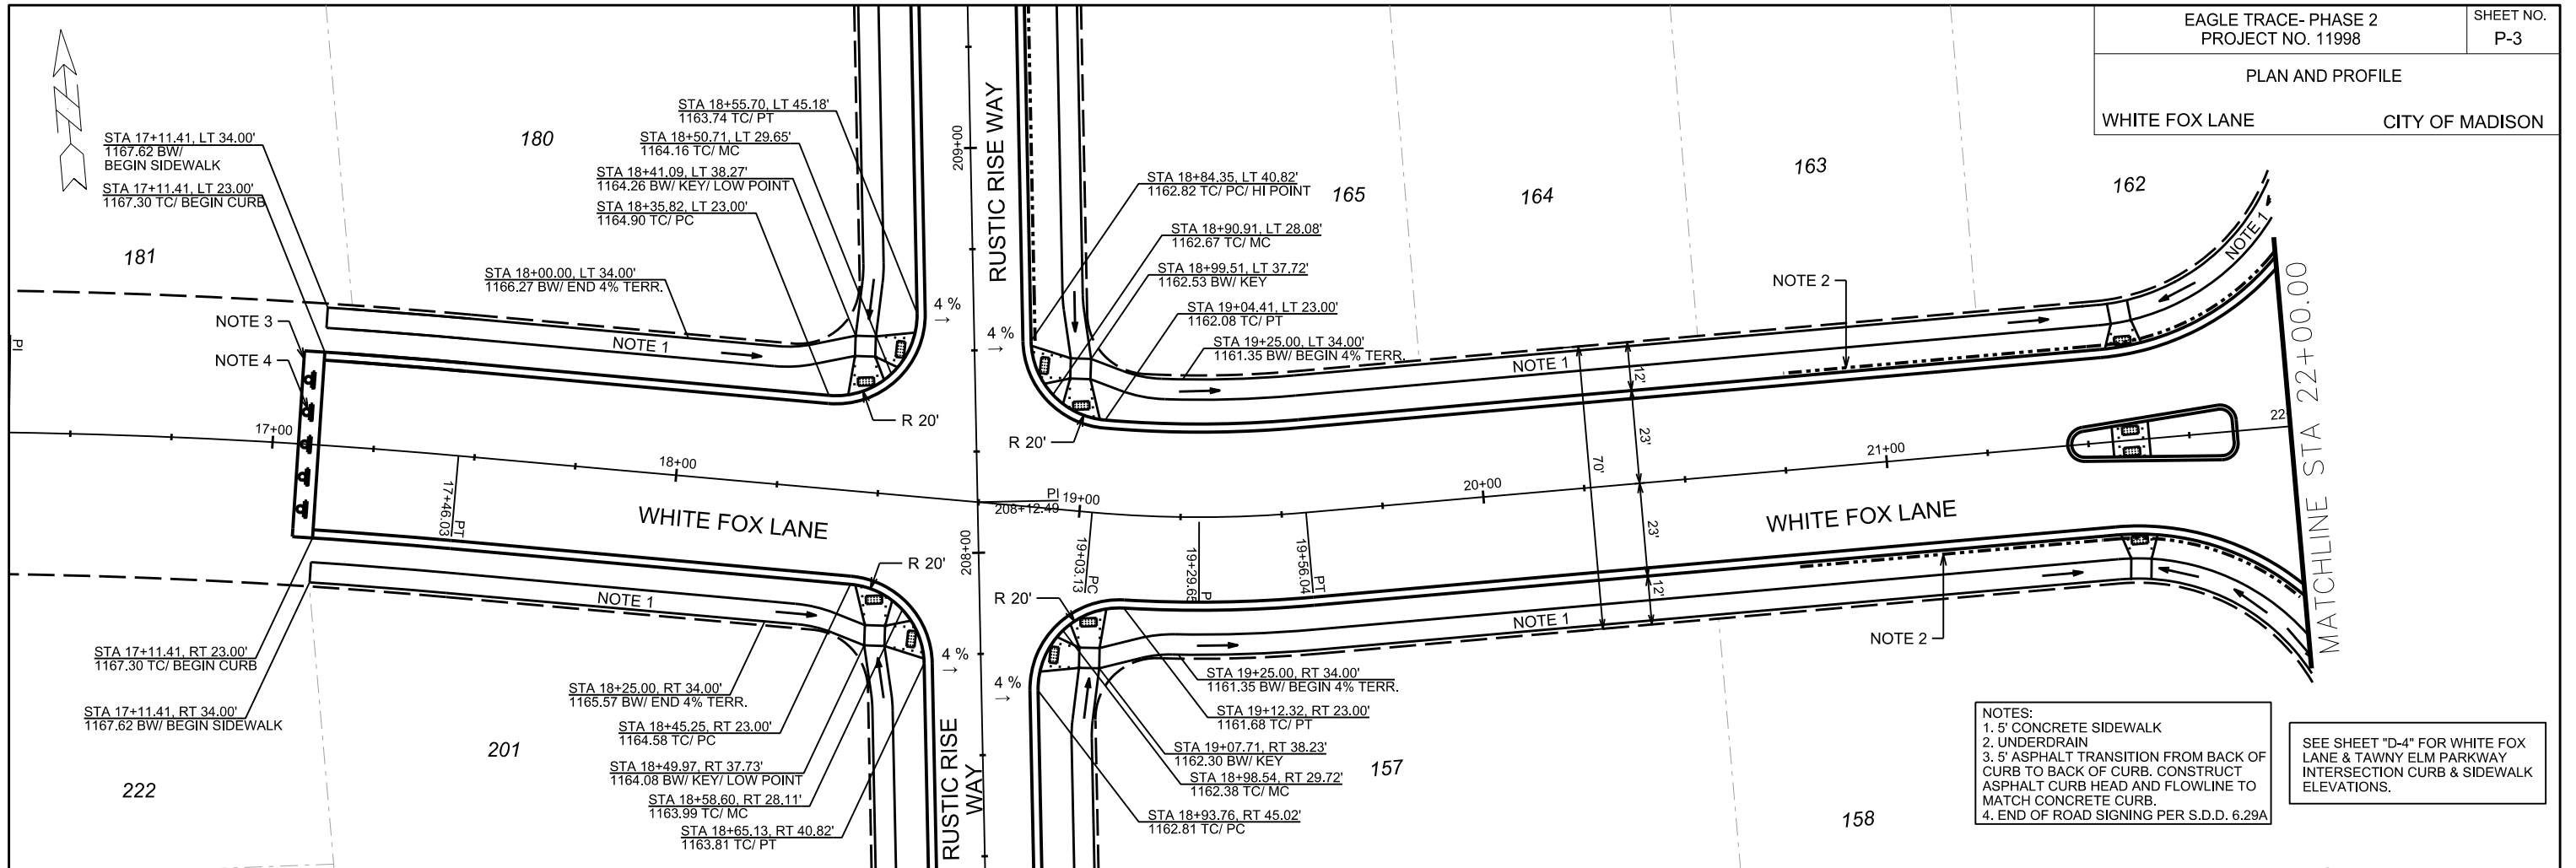 EAGLE TRACE- PHASE 2
PROJECT NO. 11998
SHEET NO.
P-3
PLAN AND PROFILE
WHITE FOX LANE
CITY OF MADISON
STA 17+11.41, LT 34.00'
1167.62 BW/
BEGIN SIDEWALK
STA 17+11.41, LT 23.00'
1167.30 TC/ BEGIN CURB
181
180
STA 18+55.70, LT 45.18'
1163.74 TC/ PT
STA 18+50.71, LT 29.65'
1164.16 TC/ MC
STA 18+41.09, LT 38.27'
1164.26 BW/ KEY/ LOW POINT
STA 18+35.82, LT 23.00'
1164.90 TC/ PC
STA 18+00.00, LT 34.00'
1166.27 BW/ END 4% TERR.
209+00
RUSTIC RISE WAY
STA 18+84.35, LT 40.82'
1162.82 TC/ PC/ HI POINT
STA 18+90.91, LT 28.08'
1162.67 TC/ MC
STA 18+99.51, LT 37.72'
1162.53 BW/ KEY
STA 19+04.41, LT 23.00'
1162.08 TC/ PT
STA 19+25.00, LT 34.00'
1161.35 BW/ BEGIN 4% TERR.
165
164
163
162
NOTE 1
NOTE 2
4 %
4 %
NOTE 3
NOTE 4
PI
NOTE 1
NOTE 1
R 20'
R 20'
12'
23'
70'
23'
12'
17+00
18+00
PI
208+12.49
19+00
20+00
21+00
22
17+46.03
PT
WHITE FOX LANE
208+00
19+03.13
PC
19+29.65
P
19+56.04
PT
WHITE FOX LANE
MATCHLINE STA 22+00.00
R 20'
R 20'
NOTE 1
NOTE 1
NOTE 2
4 %
4 %
STA 17+11.41, RT 23.00'
1167.30 TC/ BEGIN CURB
STA 17+11.41, RT 34.00'
1167.62 BW/ BEGIN SIDEWALK
STA 18+25.00, RT 34.00'
1165.57 BW/ END 4% TERR.
STA 18+45.25, RT 23.00'
1164.58 TC/ PC
STA 18+49.97, RT 37.73'
1164.08 BW/ KEY/ LOW POINT
STA 18+58.60, RT 28.11'
1163.99 TC/ MC
STA 18+65.13, RT 40.82'
1163.81 TC/ PT
222
201
RUSTIC RISE
WAY
STA 19+25.00, RT 34.00'
1161.35 BW/ BEGIN 4% TERR.
STA 19+12.32, RT 23.00'
1161.68 TC/ PT
STA 19+07.71, RT 38.23'
1162.30 BW/ KEY
STA 18+98.54, RT 29.72'
1162.38 TC/ MC
STA 18+93.76, RT 45.02'
1162.81 TC/ PC
157
158
NOTES:
1. 5' CONCRETE SIDEWALK
2. UNDERDRAIN
3. 5' ASPHALT TRANSITION FROM BACK OF
CURB TO BACK OF CURB. CONSTRUCT
ASPHALT CURB HEAD AND FLOWLINE TO
MATCH CONCRETE CURB.
4. END OF ROAD SIGNING PER S.D.D. 6.29A
SEE SHEET "D-4" FOR WHITE FOX
LANE & TAWNY ELM PARKWAY
INTERSECTION CURB & SIDEWALK
ELEVATIONS.